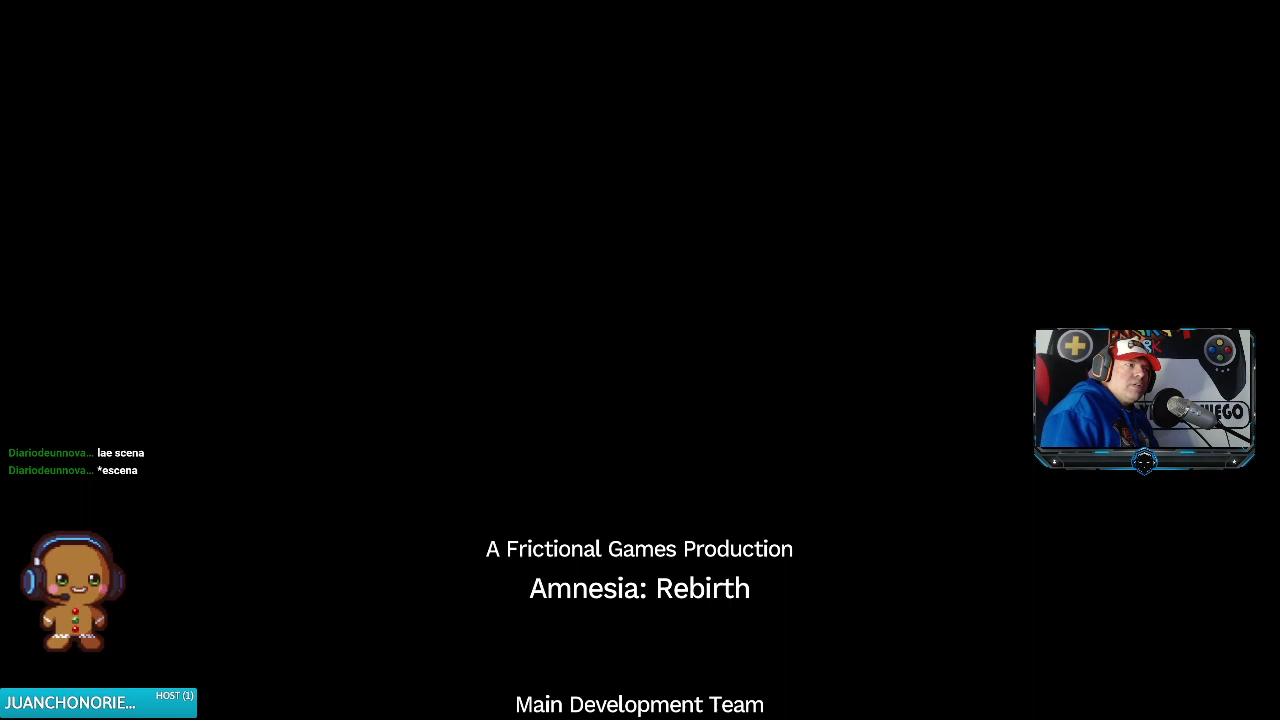 Diariodeunnova... lae scena
Diariodeunnova... *escena
A Frictional Games Production
Amnesia: Rebirth
JUANCHONORIE...
HOST (1)
Main Development Team